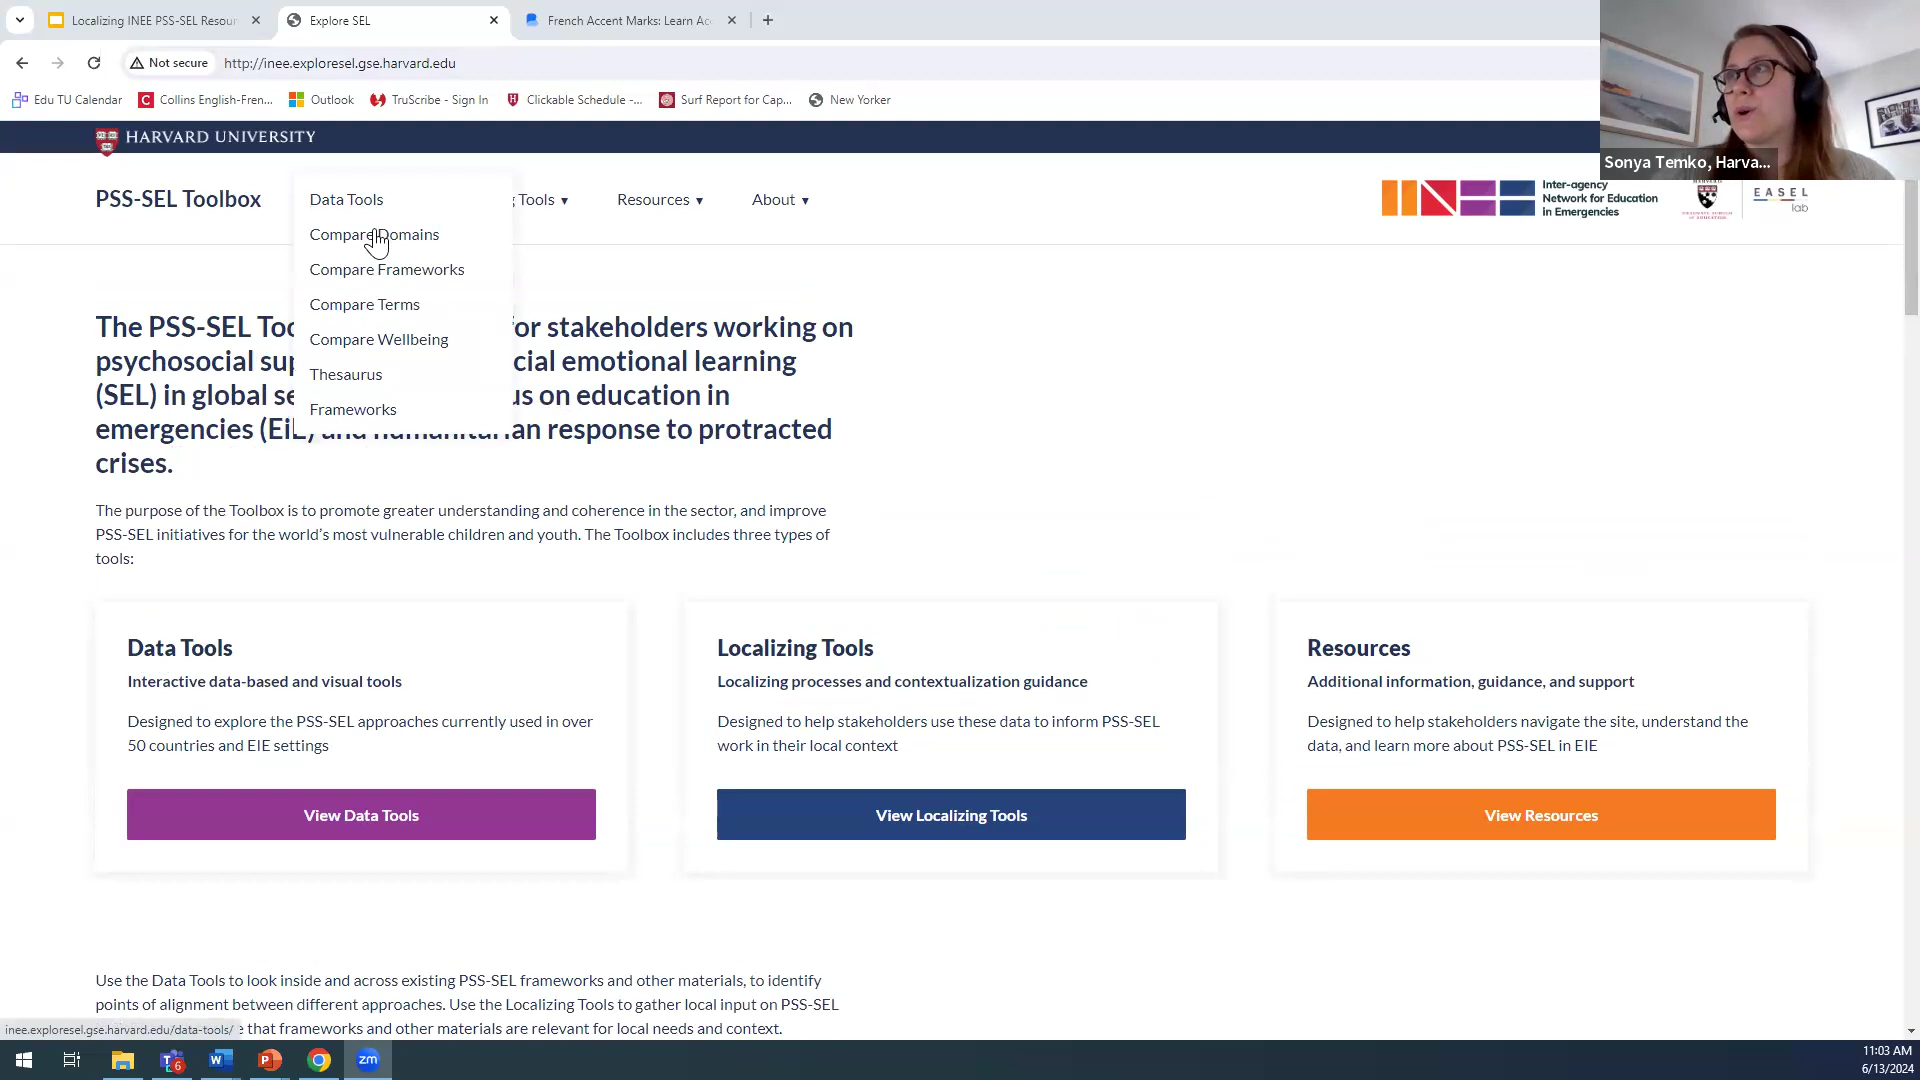 Localizing INEE PSS-SEL Resour
Explore SEL
French Accent Marks: Learn Acc
Not secure
http://inee.exploresel.gse.harvard.edu
Edu TU Calendar
Collins English-Fren...
Outlook
TruScribe - Sign In
Clickable Schedule -...
Surf Report for Cap...
New Yorker
HARVARD UNIVERSITY
Sonya Temko, Harva...
PSS-SEL Toolbox
Data Tools
Tools ▾
Resources ▾
About ▾
Inter-agency
Network for Education
in Emergencies
EASEL
lab
Compare Domains
Compare Frameworks
Compare Terms
Compare Wellbeing
Thesaurus
Frameworks
The PSS-SEL Too for stakeholders working on
psychosocial sup cial emotional learning
(SEL) in global se us on education in
emergencies (EiE) and humanitarian response to protracted
crises.
The purpose of the Toolbox is to promote greater understanding and coherence in the sector, and improve
PSS-SEL initiatives for the world’s most vulnerable children and youth. The Toolbox includes three types of
tools:
Data Tools
Interactive data-based and visual tools
Designed to explore the PSS-SEL approaches currently used in over
50 countries and EIE settings
View Data Tools
Localizing Tools
Localizing processes and contextualization guidance
Designed to help stakeholders use these data to inform PSS-SEL
work in their local context
View Localizing Tools
Resources
Additional information, guidance, and support
Designed to help stakeholders navigate the site, understand the
data, and learn more about PSS-SEL in EIE
View Resources
Use the Data Tools to look inside and across existing PSS-SEL frameworks and other materials, to identify
points of alignment between different approaches. Use the Localizing Tools to gather local input on PSS-SEL
that frameworks and other materials are relevant for local needs and context.
inee.exploresel.gse.harvard.edu/data-tools/
6
zm
11:03 AM
6/13/2024